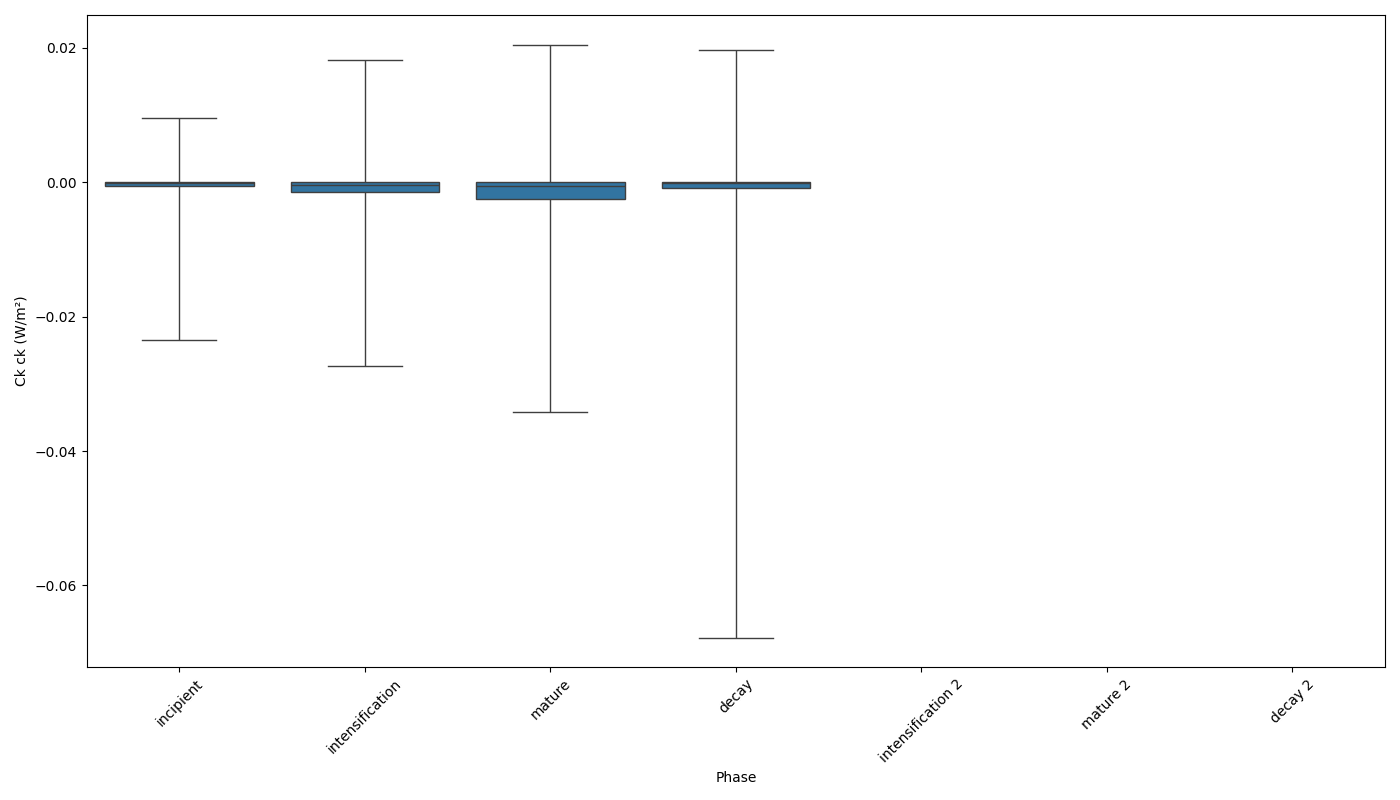 0.02
0.00
−0.02
−0.04
−0.06
Ck ck (W/m²)
incipient
intensification
mature
decay
intensification 2
mature 2
decay 2
Phase